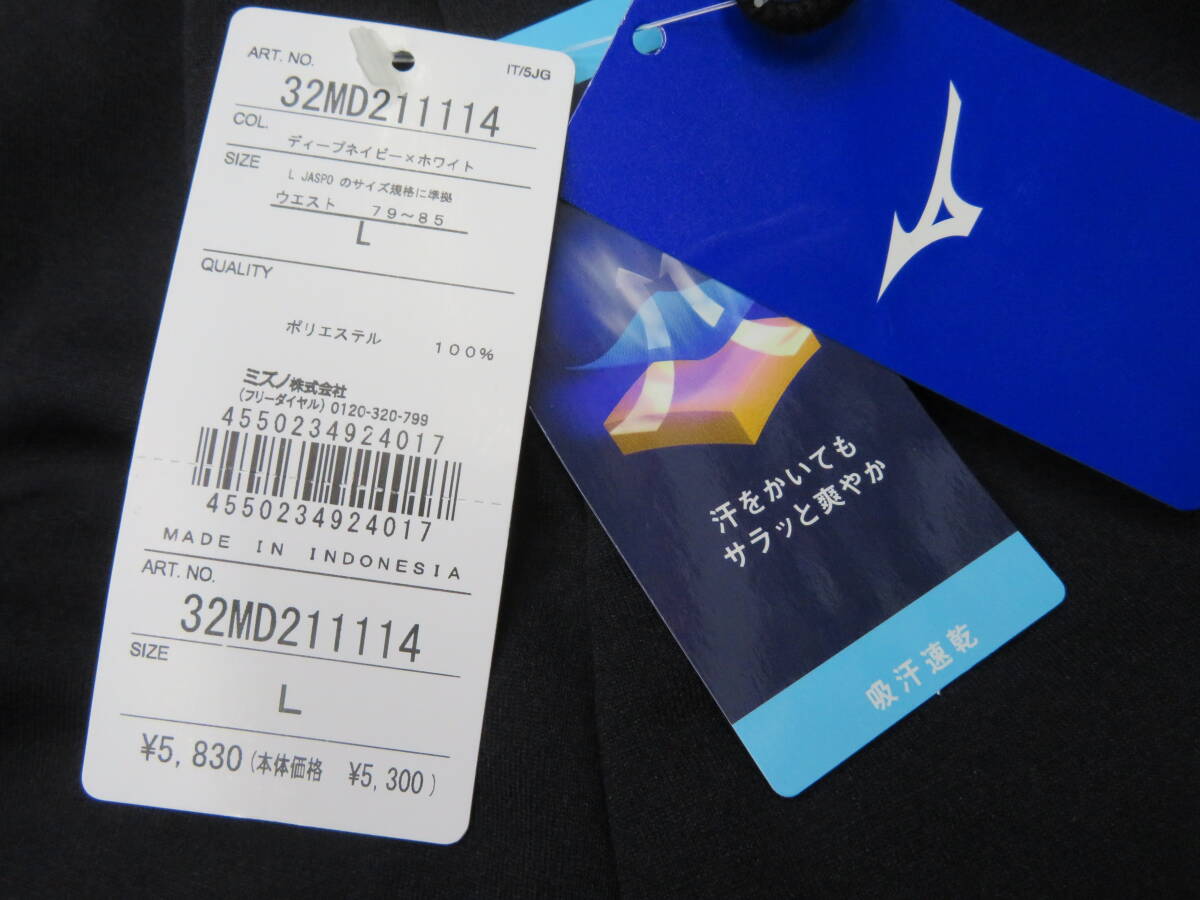 ART. NO.
IT/5JG
32MD211114
COL.
ディープネイビー×ホワイト
SIZE
L JASPO のサイズ規格に準拠
ウエスト 79～85
L
QUALITY
ポリエステル 100%
ミズノ株式会社
(フリーダイヤル) 0120-320-799
4550234924017
4550234924017
MADE IN INDONESIA
ART. NO.
32MD211114
SIZE
L
¥5,830 (本体価格 ¥5,300)
汗をかいても
サラッと爽やか
吸汗速乾